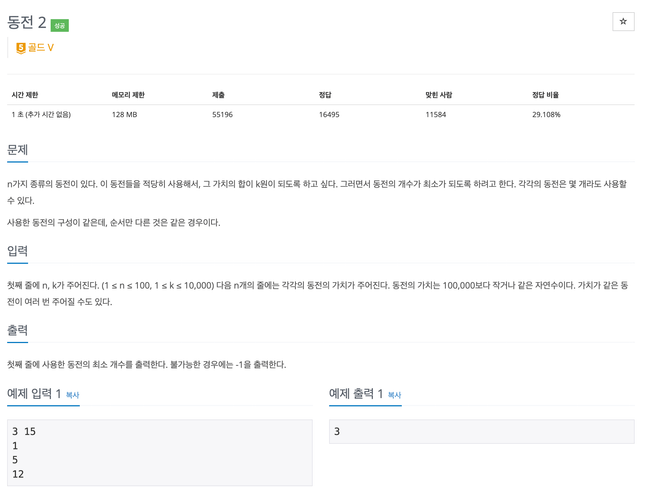 동전 2 성공
☆
5 골드 V
시간 제한 메모리 제한 제출 정답 맞힌 사람 정답 비율
1 초 (추가 시간 없음) 128 MB 55196 16495 11584 29.108%
문제
n가지 종류의 동전이 있다. 이 동전들을 적당히 사용해서, 그 가치의 합이 k원이 되도록 하고 싶다. 그러면서 동전의 개수가 최소가 되도록 하려고 한다. 각각의 동전은 몇 개라도 사용할
수 있다.
사용한 동전의 구성이 같은데, 순서만 다른 것은 같은 경우이다.
입력
첫째 줄에 n, k가 주어진다. (1 ≤ n ≤ 100, 1 ≤ k ≤ 10,000) 다음 n개의 줄에는 각각의 동전의 가치가 주어진다. 동전의 가치는 100,000보다 작거나 같은 자연수이다. 가치가 같은 동
전이 여러 번 주어질 수도 있다.
출력
첫째 줄에 사용한 동전의 최소 개수를 출력한다. 불가능한 경우에는 -1을 출력한다.
예제 입력 1 복사
3 15
1
5
12
예제 출력 1 복사
3